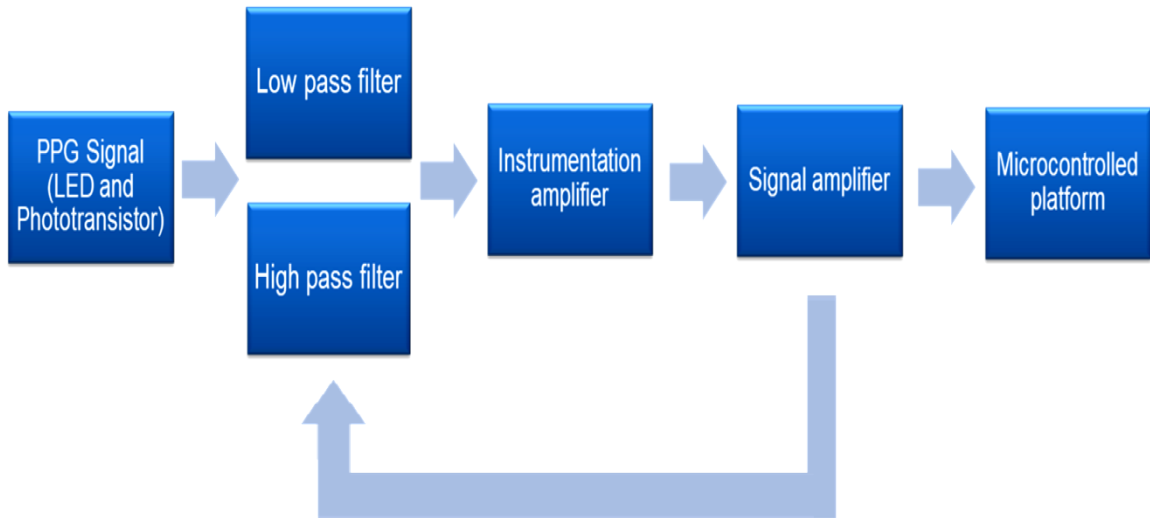 PPG Signal
(LED and
Phototransistor)
Low pass filter
High pass filter
Instrumentation
amplifier
Signal amplifier
Microcontrolled
platform